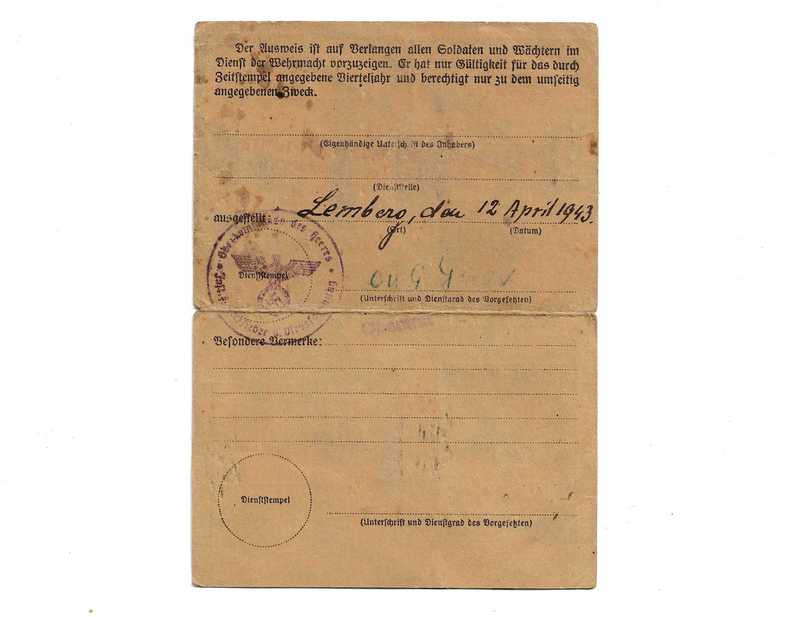 Der Ausweis ist auf Verlangen allen Soldaten und Wächtern im
Dienst der Wehrmacht vorzuzeigen. Er hat nur Gültigkeit für das durch
Zeitstempel angegebene Vierteljahr und berechtigt nur zu dem umseitig
angegebenen Zweck.
(Eigenhändige Unterschrift des Inhabers)
(Dienststelle)
ausgestellt: Lemberg, den 12 April 1943.
(Ort) (Datum)
des Heeres
Dienststempel
(Unterschrift und Dienstgrad des Vorgesetzten)
Besondere Vermerke:
Dienststempel
(Unterschrift und Dienstgrad des Vorgesetzten)